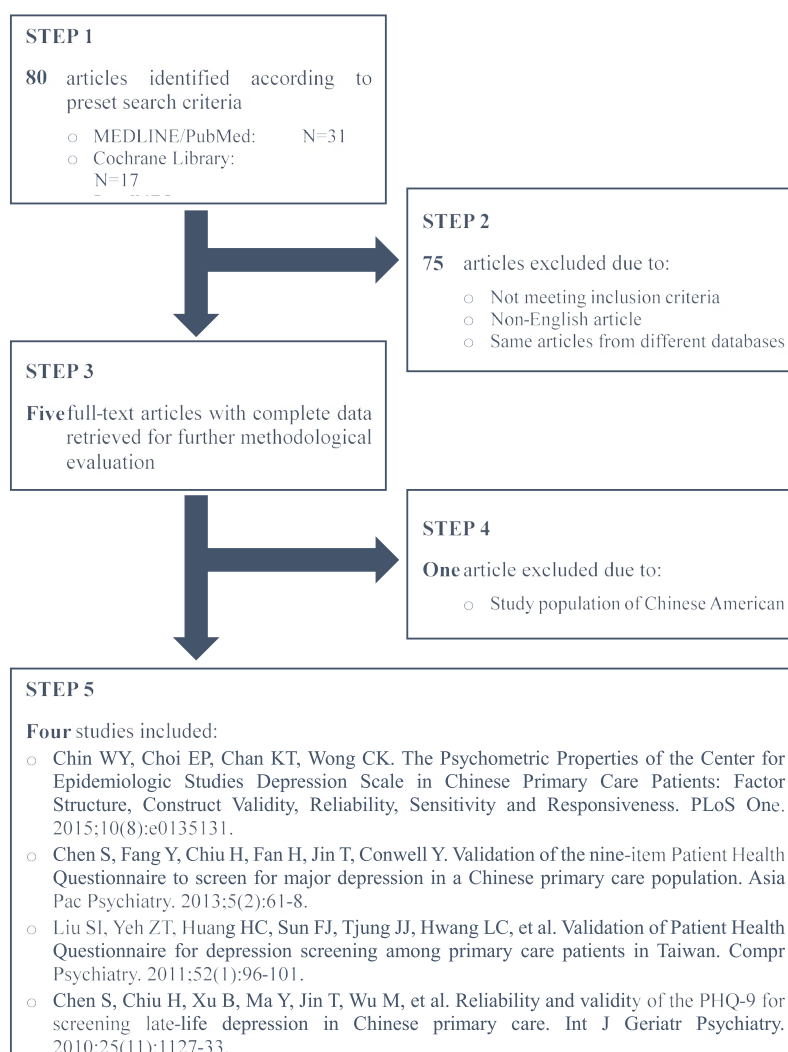 STEP 1
80 articles identified according to
preset search criteria
○ MEDLINE/PubMed: N=31
○ Cochrane Library:
N=17
STEP 2
75 articles excluded due to:
○ Not meeting inclusion criteria
○ Non-English article
○ Same articles from different databases
STEP 3
Five full-text articles with complete data
retrieved for further methodological
evaluation
STEP 4
One article excluded due to:
○ Study population of Chinese American
STEP 5
Four studies included:
○ Chin WY, Choi EP, Chan KT, Wong CK. The Psychometric Properties of the Center for
Epidemiologic Studies Depression Scale in Chinese Primary Care Patients: Factor
Structure, Construct Validity, Reliability, Sensitivity and Responsiveness. PLoS One.
2015;10(8):e0135131.
○ Chen S, Fang Y, Chiu H, Fan H, Jin T, Conwell Y. Validation of the nine-item Patient Health
Questionnaire to screen for major depression in a Chinese primary care population. Asia
Pac Psychiatry. 2013;5(2):61-8.
○ Liu SI, Yeh ZT, Huang HC, Sun FJ, Tjung JJ, Hwang LC, et al. Validation of Patient Health
Questionnaire for depression screening among primary care patients in Taiwan. Compr
Psychiatry. 2011;52(1):96-101.
○ Chen S, Chiu H, Xu B, Ma Y, Jin T, Wu M, et al. Reliability and validity of the PHQ-9 for
screening late-life depression in Chinese primary care. Int J Geriatr Psychiatry.
2010;25(11):1127-33.